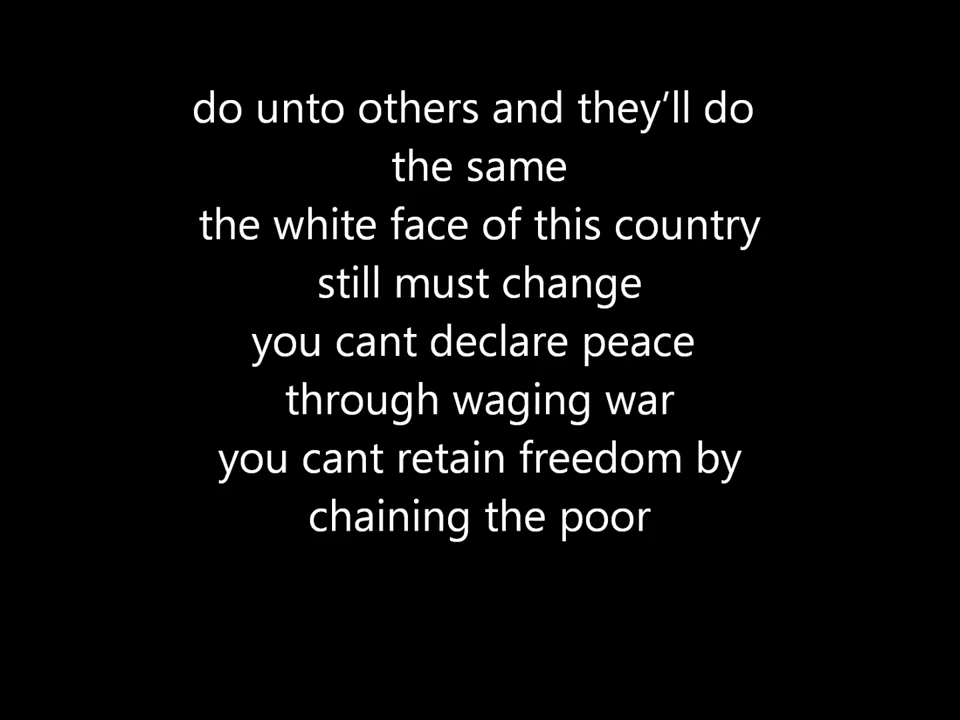 do unto others and they’ll do
the same
the white face of this country
still must change
you cant declare peace
through waging war
you cant retain freedom by
chaining the poor